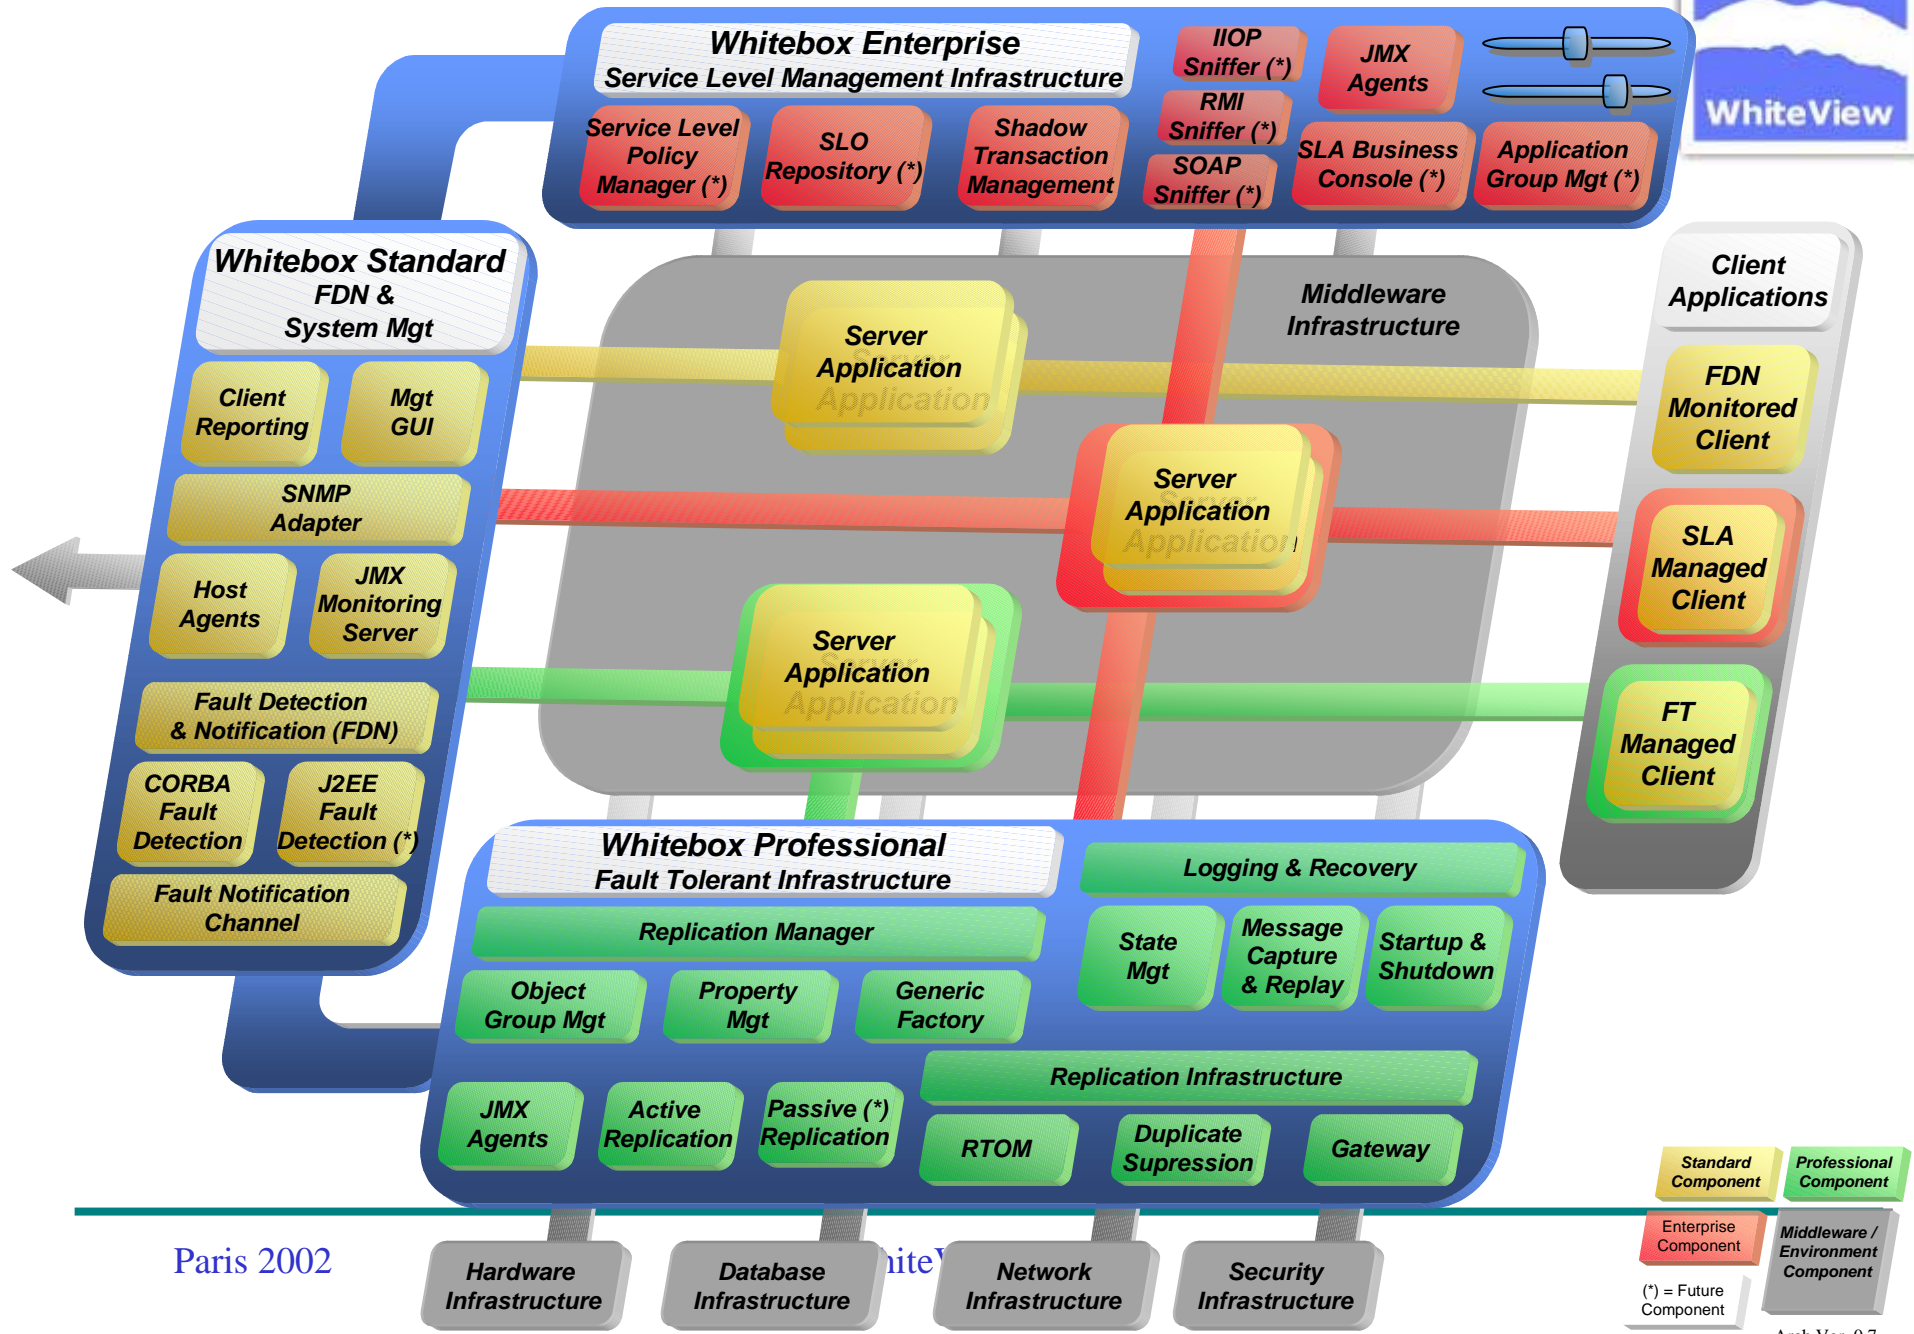 Whitebox Enterprise
Service Level Management Infrastructure
IIOP
Sniffer (*)
JMX
Agents
RMI
Sniffer (*)
SOAP
Sniffer (*)
Service Level
Policy
Manager (*)
SLO
Repository (*)
Shadow
Transaction
Management
SLA Business
Console (*)
Application
Group Mgt (*)
WhiteView
Whitebox Standard
FDN &
System Mgt
Client
Reporting
Mgt
GUI
SNMP
Adapter
Host
Agents
JMX
Monitoring
Server
Fault Detection
& Notification (FDN)
CORBA
Fault
Detection
J2EE
Fault
Detection (*)
Fault Notification
Channel
Middleware
Infrastructure
Server
Application
Server
Application
Server
Application
Server
Application
Server
Application
Server
Application
Client
Applications
FDN
Monitored
Client
SLA
Managed
Client
FT
Managed
Client
Whitebox Professional
Fault Tolerant Infrastructure
Logging & Recovery
Replication Manager
State
Mgt
Message
Capture
& Replay
Startup &
Shutdown
Object
Group Mgt
Property
Mgt
Generic
Factory
Replication Infrastructure
JMX
Agents
Active
Replication
Passive (*)
Replication
RTOM
Duplicate
Supression
Gateway
Paris 2002
Hardware
Infrastructure
Database
Infrastructure
Network
Infrastructure
Security
Infrastructure
Standard
Component
Professional
Component
Enterprise
Component
Middleware /
Environment
Component
(*) = Future
Component